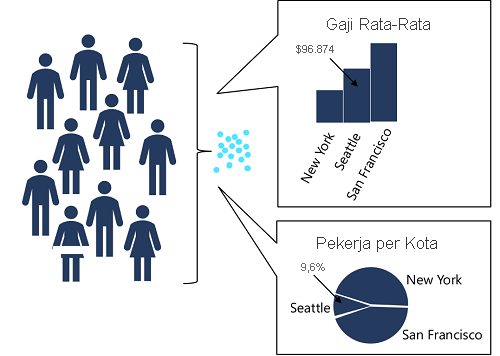 Gaji Rata-Rata
$96.874
New York
Seattle
San Francisco
Pekerja per Kota
9,6%
New York
Seattle
San Francisco